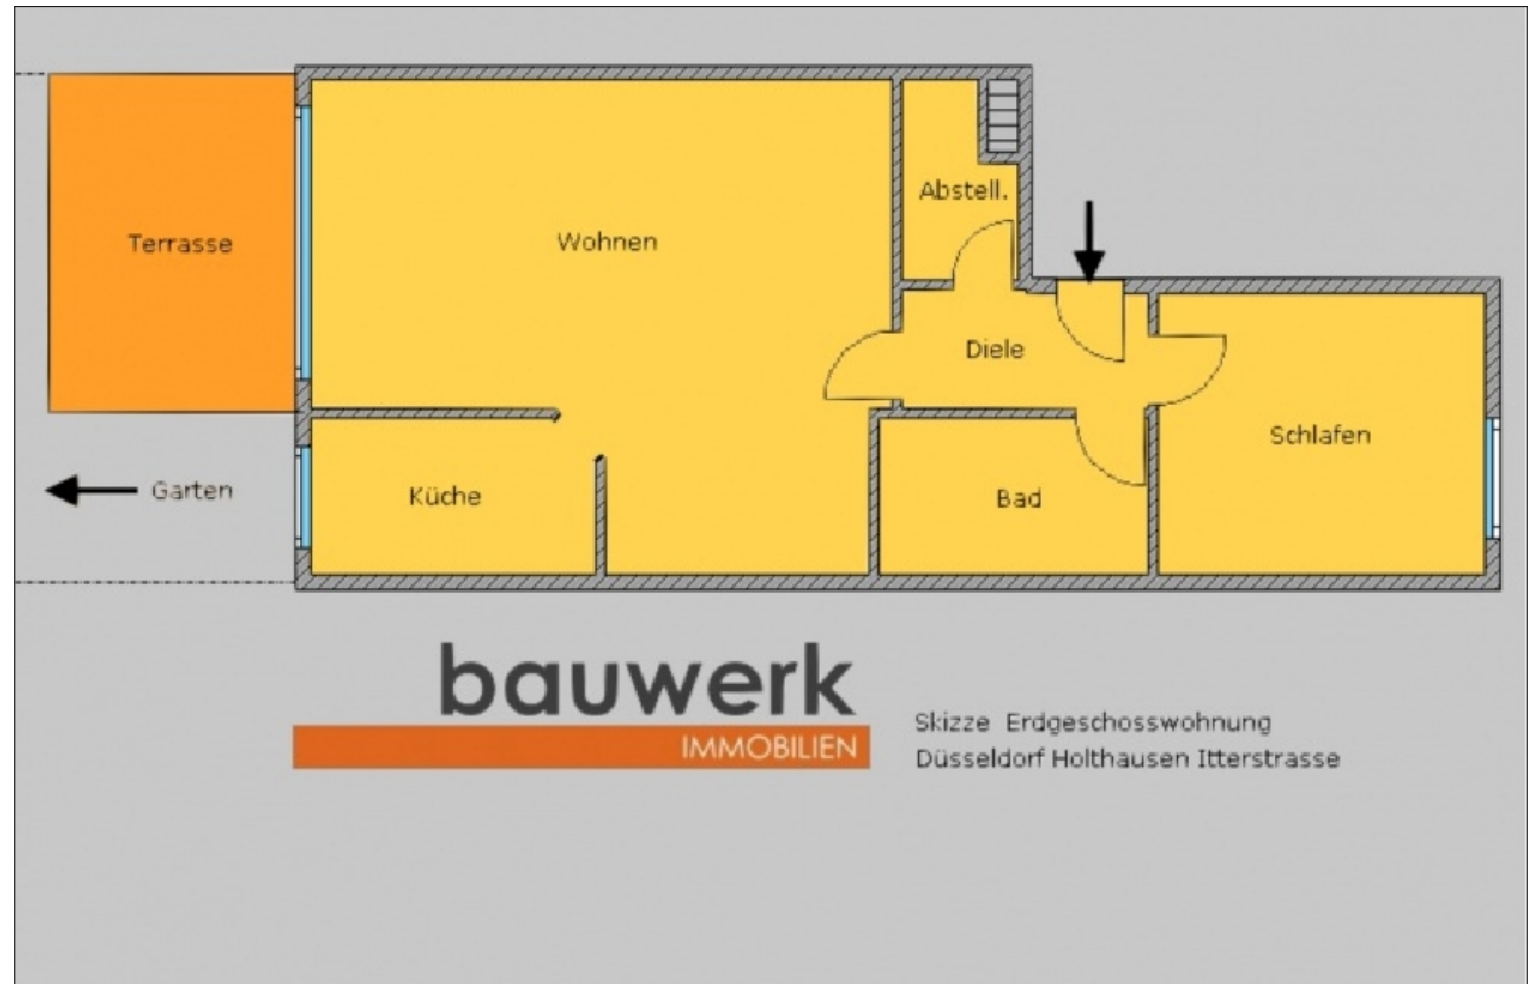 Abstell.
Terrasse
Wohnen
Diele
Schlafen
Garten
Küche
Bad
bauwerk
IMMOBILIEN
Skizze Erdgeschosswohnung
Düsseldorf Holthausen Itterstrasse